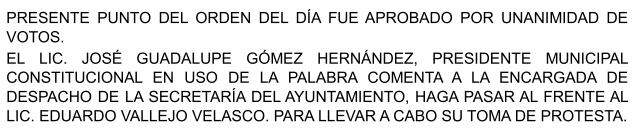 PRESENTE PUNTO DEL ORDEN DEL DÍA FUE APROBADO POR UNANIMIDAD DE
VOTOS.
EL LIC. JOSÉ GUADALUPE GÓMEZ HERNÁNDEZ, PRESIDENTE MUNICIPAL
CONSTITUCIONAL EN USO DE LA PALABRA COMENTA A LA ENCARGADA DE
DESPACHO DE LA SECRETARÍA DEL AYUNTAMIENTO, HAGA PASAR AL FRENTE AL
LIC. EDUARDO VALLEJO VELASCO. PARA LLEVAR A CABO SU TOMA DE PROTESTA.